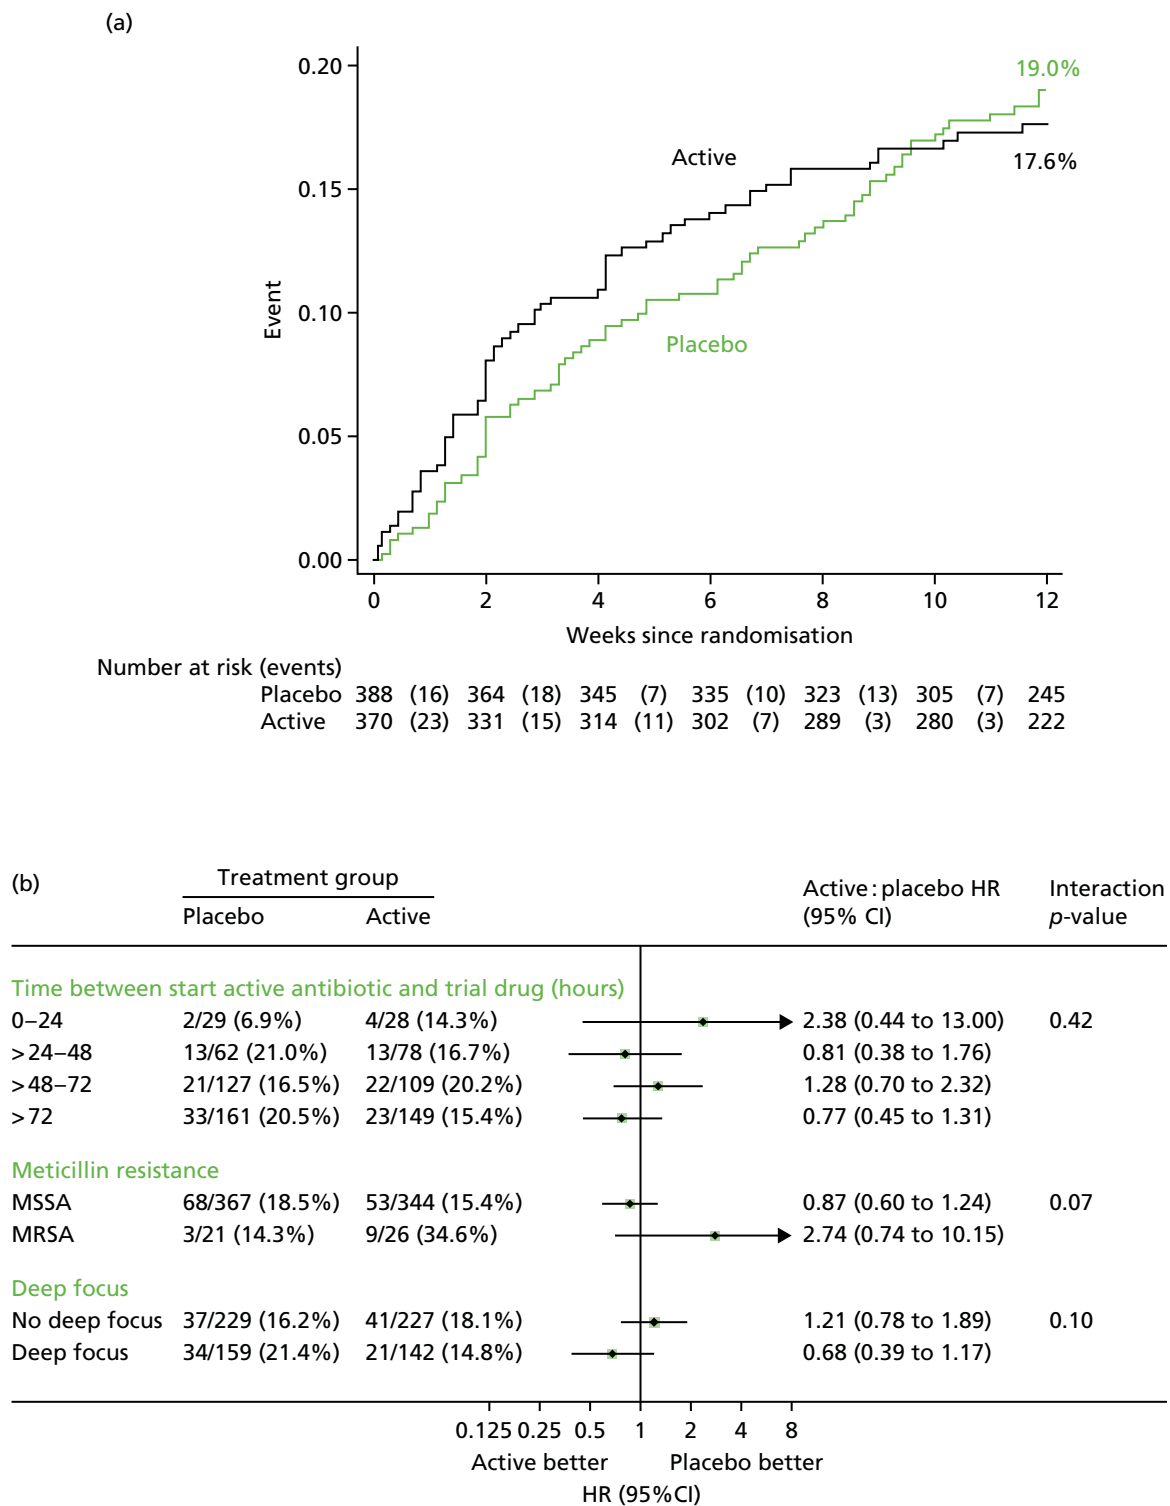 (a)
0.20
0.15
0.10
0.05
0.00
Event
19.0%
17.6%
Active
Placebo
0 2 4 6 8 10 12
Weeks since randomisation
Number at risk (events)
Placebo 388 (16) 364 (18) 345 (7) 335 (10) 323 (13) 305 (7) 245
Active 370 (23) 331 (15) 314 (11) 302 (7) 289 (3) 280 (3) 222
(b)
Treatment group
Placebo Active
Active : placebo HR (95% CI)
Interaction p-value
Time between start active antibiotic and trial drug (hours)
0–24 2/29 (6.9%) 4/28 (14.3%) 2.38 (0.44 to 13.00) 0.42
>24–48 13/62 (21.0%) 13/78 (16.7%) 0.81 (0.38 to 1.76)
>48–72 21/127 (16.5%) 22/109 (20.2%) 1.28 (0.70 to 2.32)
>72 33/161 (20.5%) 23/149 (15.4%) 0.77 (0.45 to 1.31)
Meticillin resistance
MSSA 68/367 (18.5%) 53/344 (15.4%) 0.87 (0.60 to 1.24) 0.07
MRSA 3/21 (14.3%) 9/26 (34.6%) 2.74 (0.74 to 10.15)
Deep focus
No deep focus 37/229 (16.2%) 41/227 (18.1%) 1.21 (0.78 to 1.89) 0.10
Deep focus 34/159 (21.4%) 21/142 (14.8%) 0.68 (0.39 to 1.17)
0.125 0.25 0.5 1 2 4 8
Active better Placebo better
HR (95%CI)